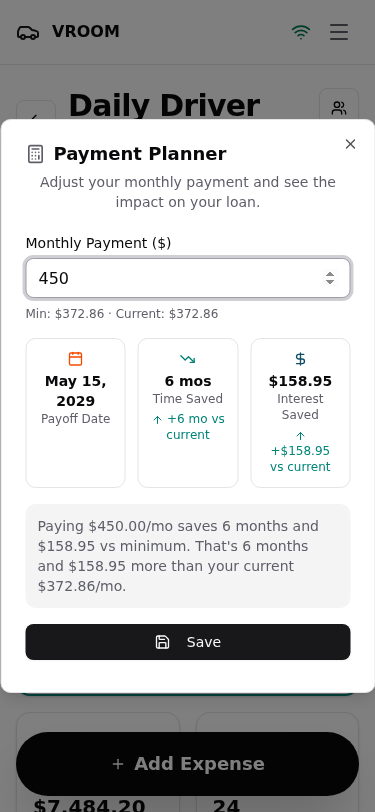 VROOM
Daily Driver
Payment Planner
Adjust your monthly payment and see the
impact on your loan.
Monthly Payment ($)
450
Min: $372.86 · Current: $372.86
May 15,
2029
Payoff Date
6 mos
Time Saved
↑ +6 mo vs
current
$158.95
Interest
Saved
↑
+$158.95
vs current
Paying $450.00/mo saves 6 months and
$158.95 vs minimum. That's 6 months
and $158.95 more than your current
$372.86/mo.
Save
+ Add Expense
$7,484.20
24